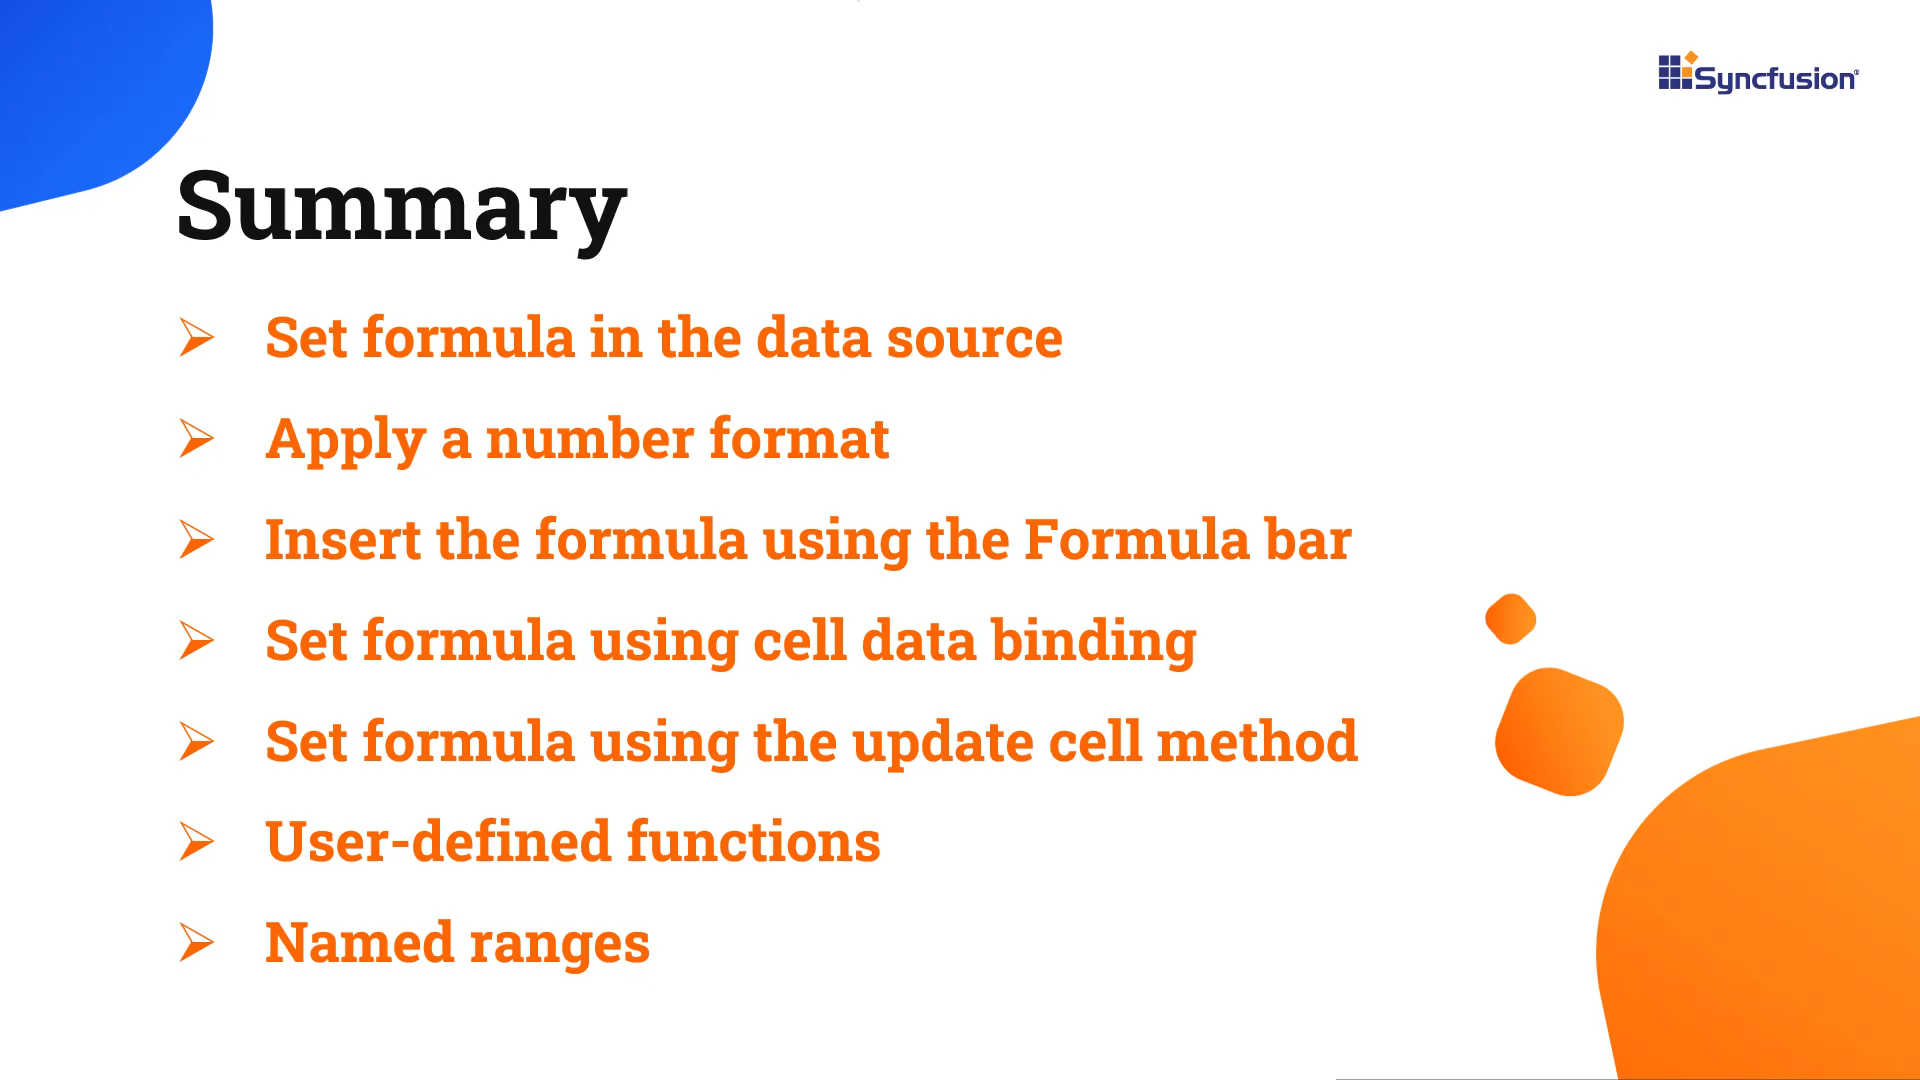 Syncfusion®
Summary
Set formula in the data source
Apply a number format
Insert the formula using the Formula bar
Set formula using cell data binding
Set formula using the update cell method
User-defined functions
Named ranges